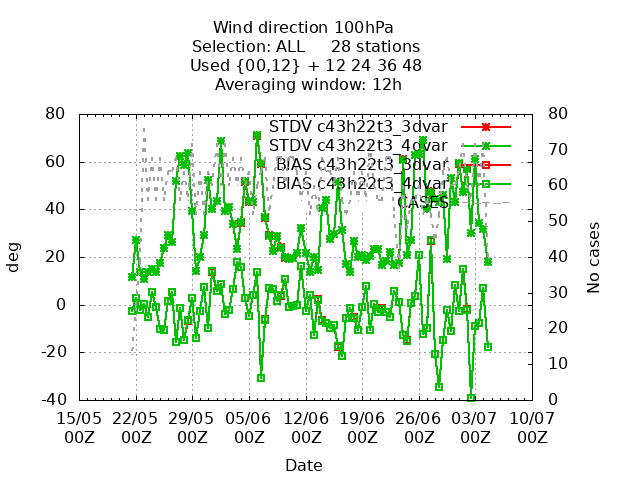 Wind direction 100hPa
Selection: ALL 28 stations
Used {00,12} + 12 24 36 48
Averaging window: 12h
STDV c43h22t3_3dvar
STDV c43h22t3_4dvar
BIAS c43h22t3_3dvar
BIAS c43h22t3_4dvar
CASES
deg
80
60
40
20
0
-20
-40
80
70
60
50
40
30
20
10
0
No cases
15/05 22/05 29/05 05/06 12/06 19/06 26/06 03/07 10/07
00Z 00Z 00Z 00Z 00Z 00Z 00Z 00Z 00Z
Date